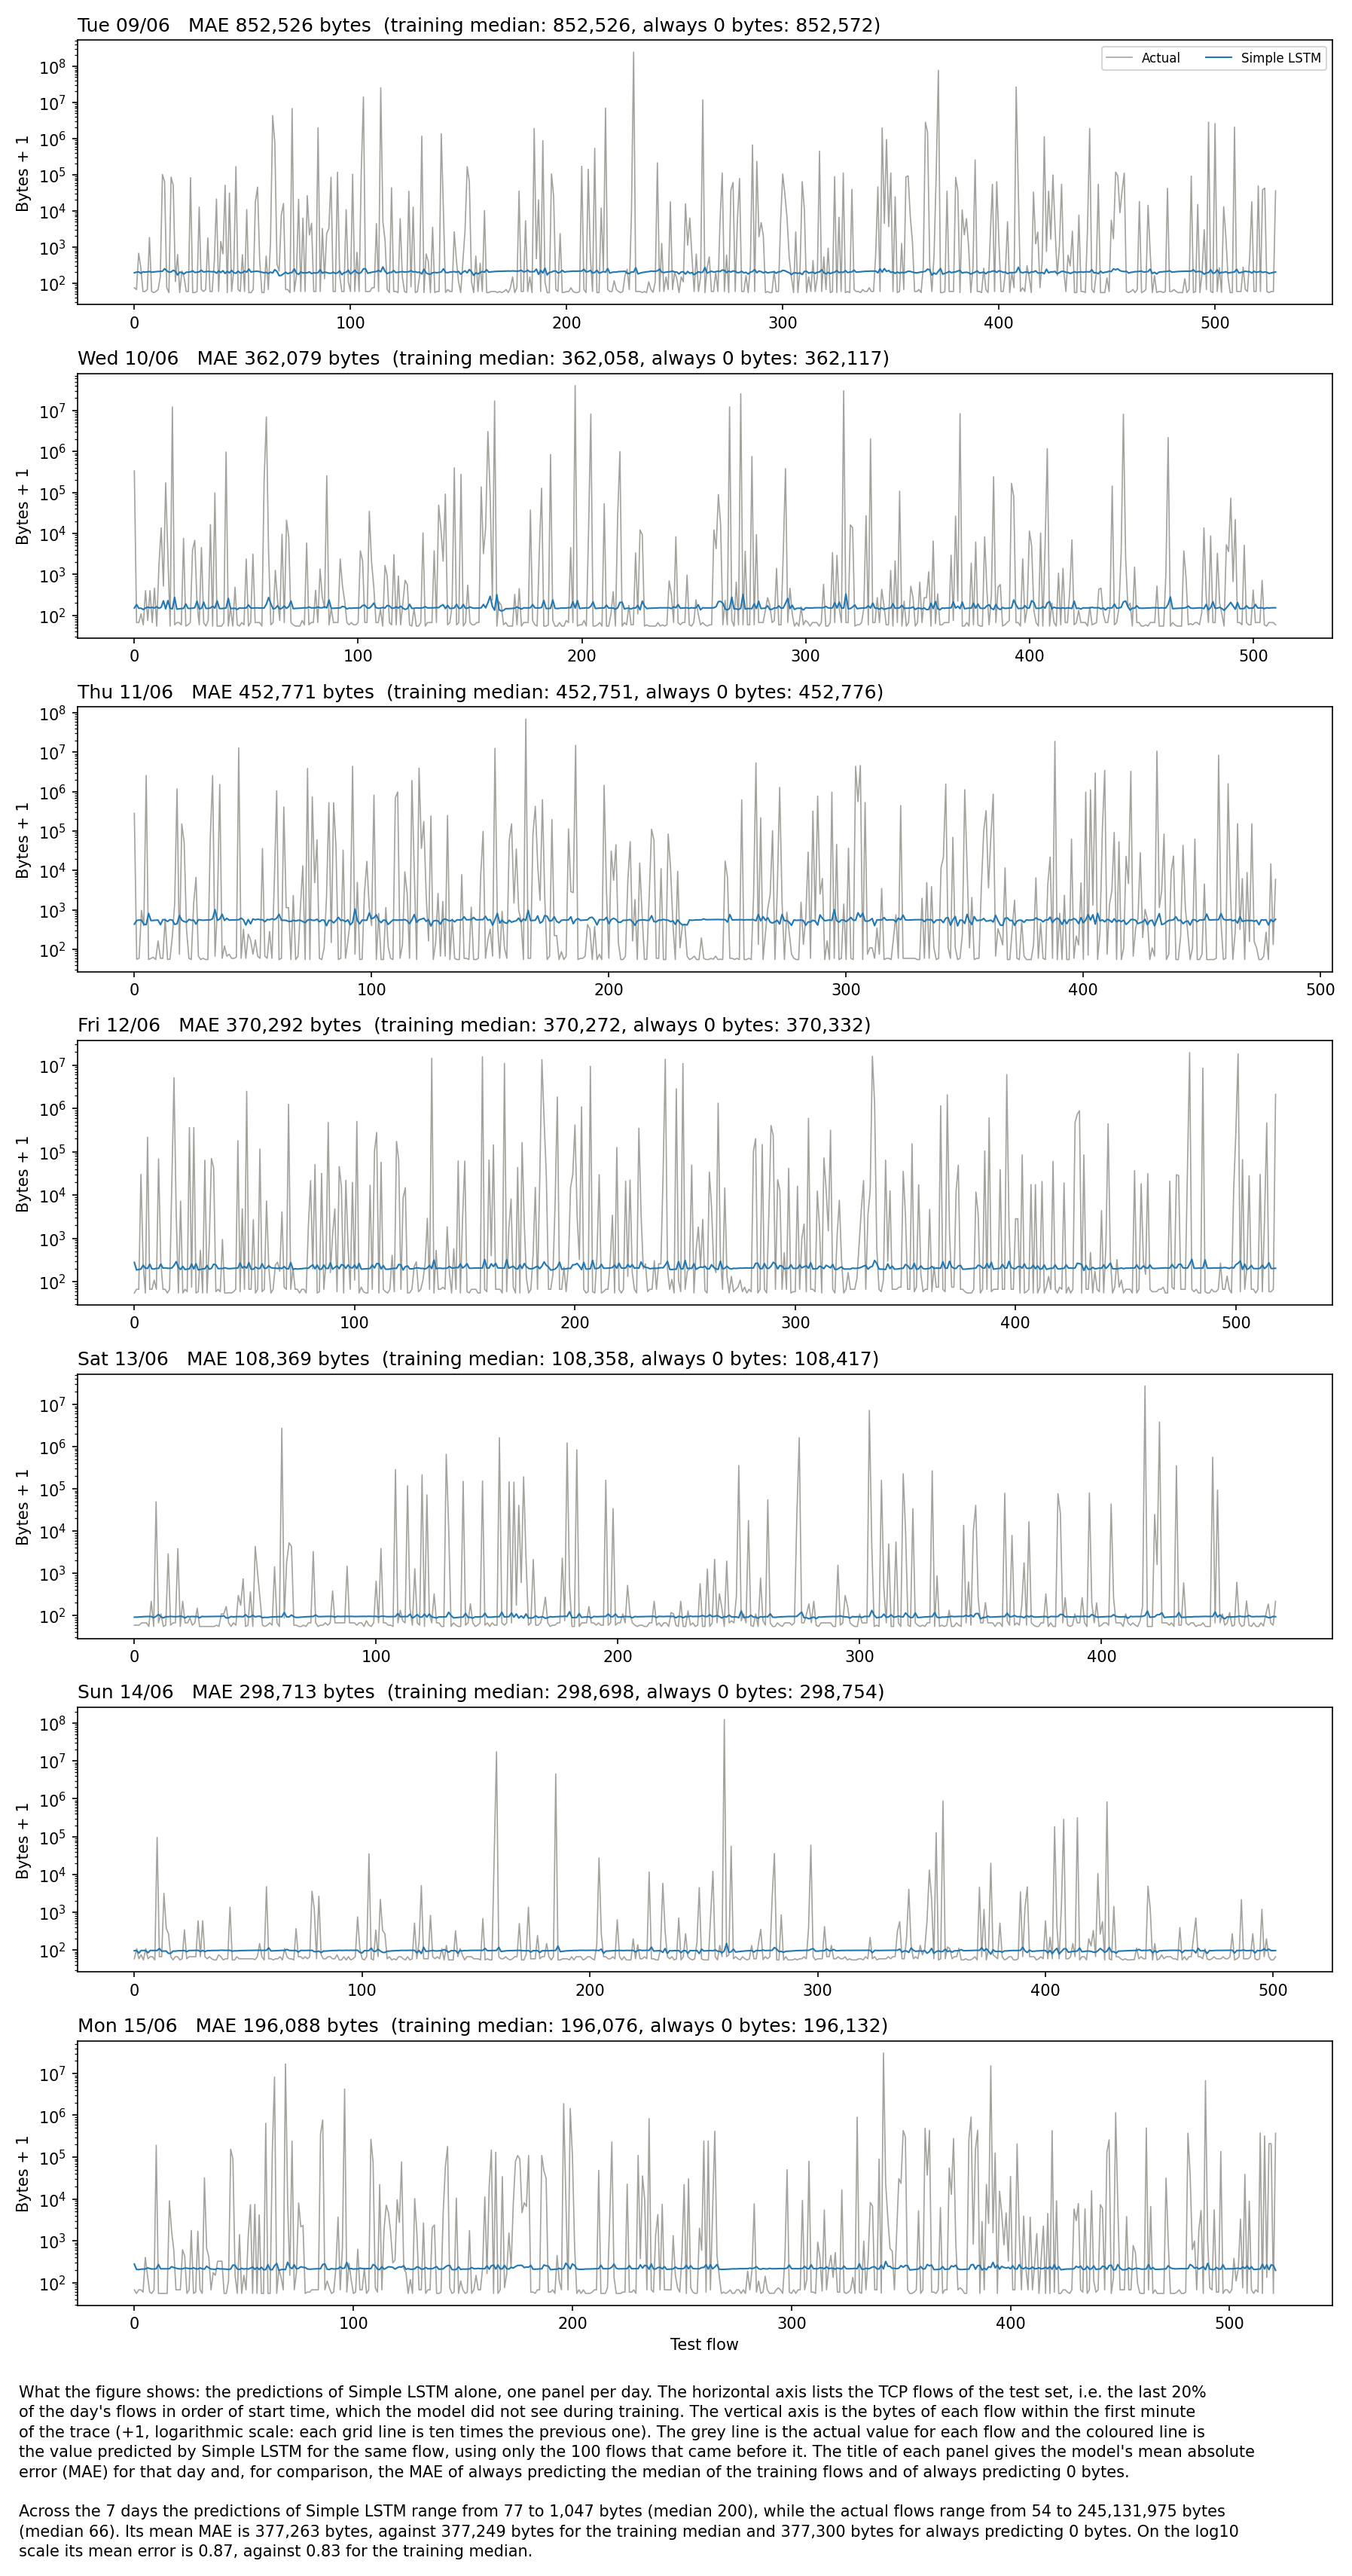 Tue 09/06   MAE 852,526 bytes  (training median: 852,526, always 0 bytes: 852,572)
Actual   Simple LSTM
Bytes + 1
10^8
10^7
10^6
10^5
10^4
10^3
10^2
0 100 200 300 400 500
Wed 10/06   MAE 362,079 bytes  (training median: 362,058, always 0 bytes: 362,117)
Bytes + 1
10^7
10^6
10^5
10^4
10^3
10^2
0 100 200 300 400 500
Thu 11/06   MAE 452,771 bytes  (training median: 452,751, always 0 bytes: 452,776)
Bytes + 1
10^8
10^7
10^6
10^5
10^4
10^3
10^2
0 100 200 300 400 500
Fri 12/06   MAE 370,292 bytes  (training median: 370,272, always 0 bytes: 370,332)
Bytes + 1
10^7
10^6
10^5
10^4
10^3
10^2
0 100 200 300 400 500
Sat 13/06   MAE 108,369 bytes  (training median: 108,358, always 0 bytes: 108,417)
Bytes + 1
10^7
10^6
10^5
10^4
10^3
10^2
0 100 200 300 400
Sun 14/06   MAE 298,713 bytes  (training median: 298,698, always 0 bytes: 298,754)
Bytes + 1
10^8
10^7
10^6
10^5
10^4
10^3
10^2
0 100 200 300 400 500
Mon 15/06   MAE 196,088 bytes  (training median: 196,076, always 0 bytes: 196,132)
Bytes + 1
10^7
10^6
10^5
10^4
10^3
10^2
0 100 200 300 400 500
Test flow
What the figure shows: the predictions of Simple LSTM alone, one panel per day. The horizontal axis lists the TCP flows of the test set, i.e. the last 20%
of the day's flows in order of start time, which the model did not see during training. The vertical axis is the bytes of each flow within the first minute
of the trace (+1, logarithmic scale: each grid line is ten times the previous one). The grey line is the actual value for each flow and the coloured line is
the value predicted by Simple LSTM for the same flow, using only the 100 flows that came before it. The title of each panel gives the model's mean absolute
error (MAE) for that day and, for comparison, the MAE of always predicting the median of the training flows and of always predicting 0 bytes.
Across the 7 days the predictions of Simple LSTM range from 77 to 1,047 bytes (median 200), while the actual flows range from 54 to 245,131,975 bytes
(median 66). Its mean MAE is 377,263 bytes, against 377,249 bytes for the training median and 377,300 bytes for always predicting 0 bytes. On the log10
scale its mean error is 0.87, against 0.83 for the training median.